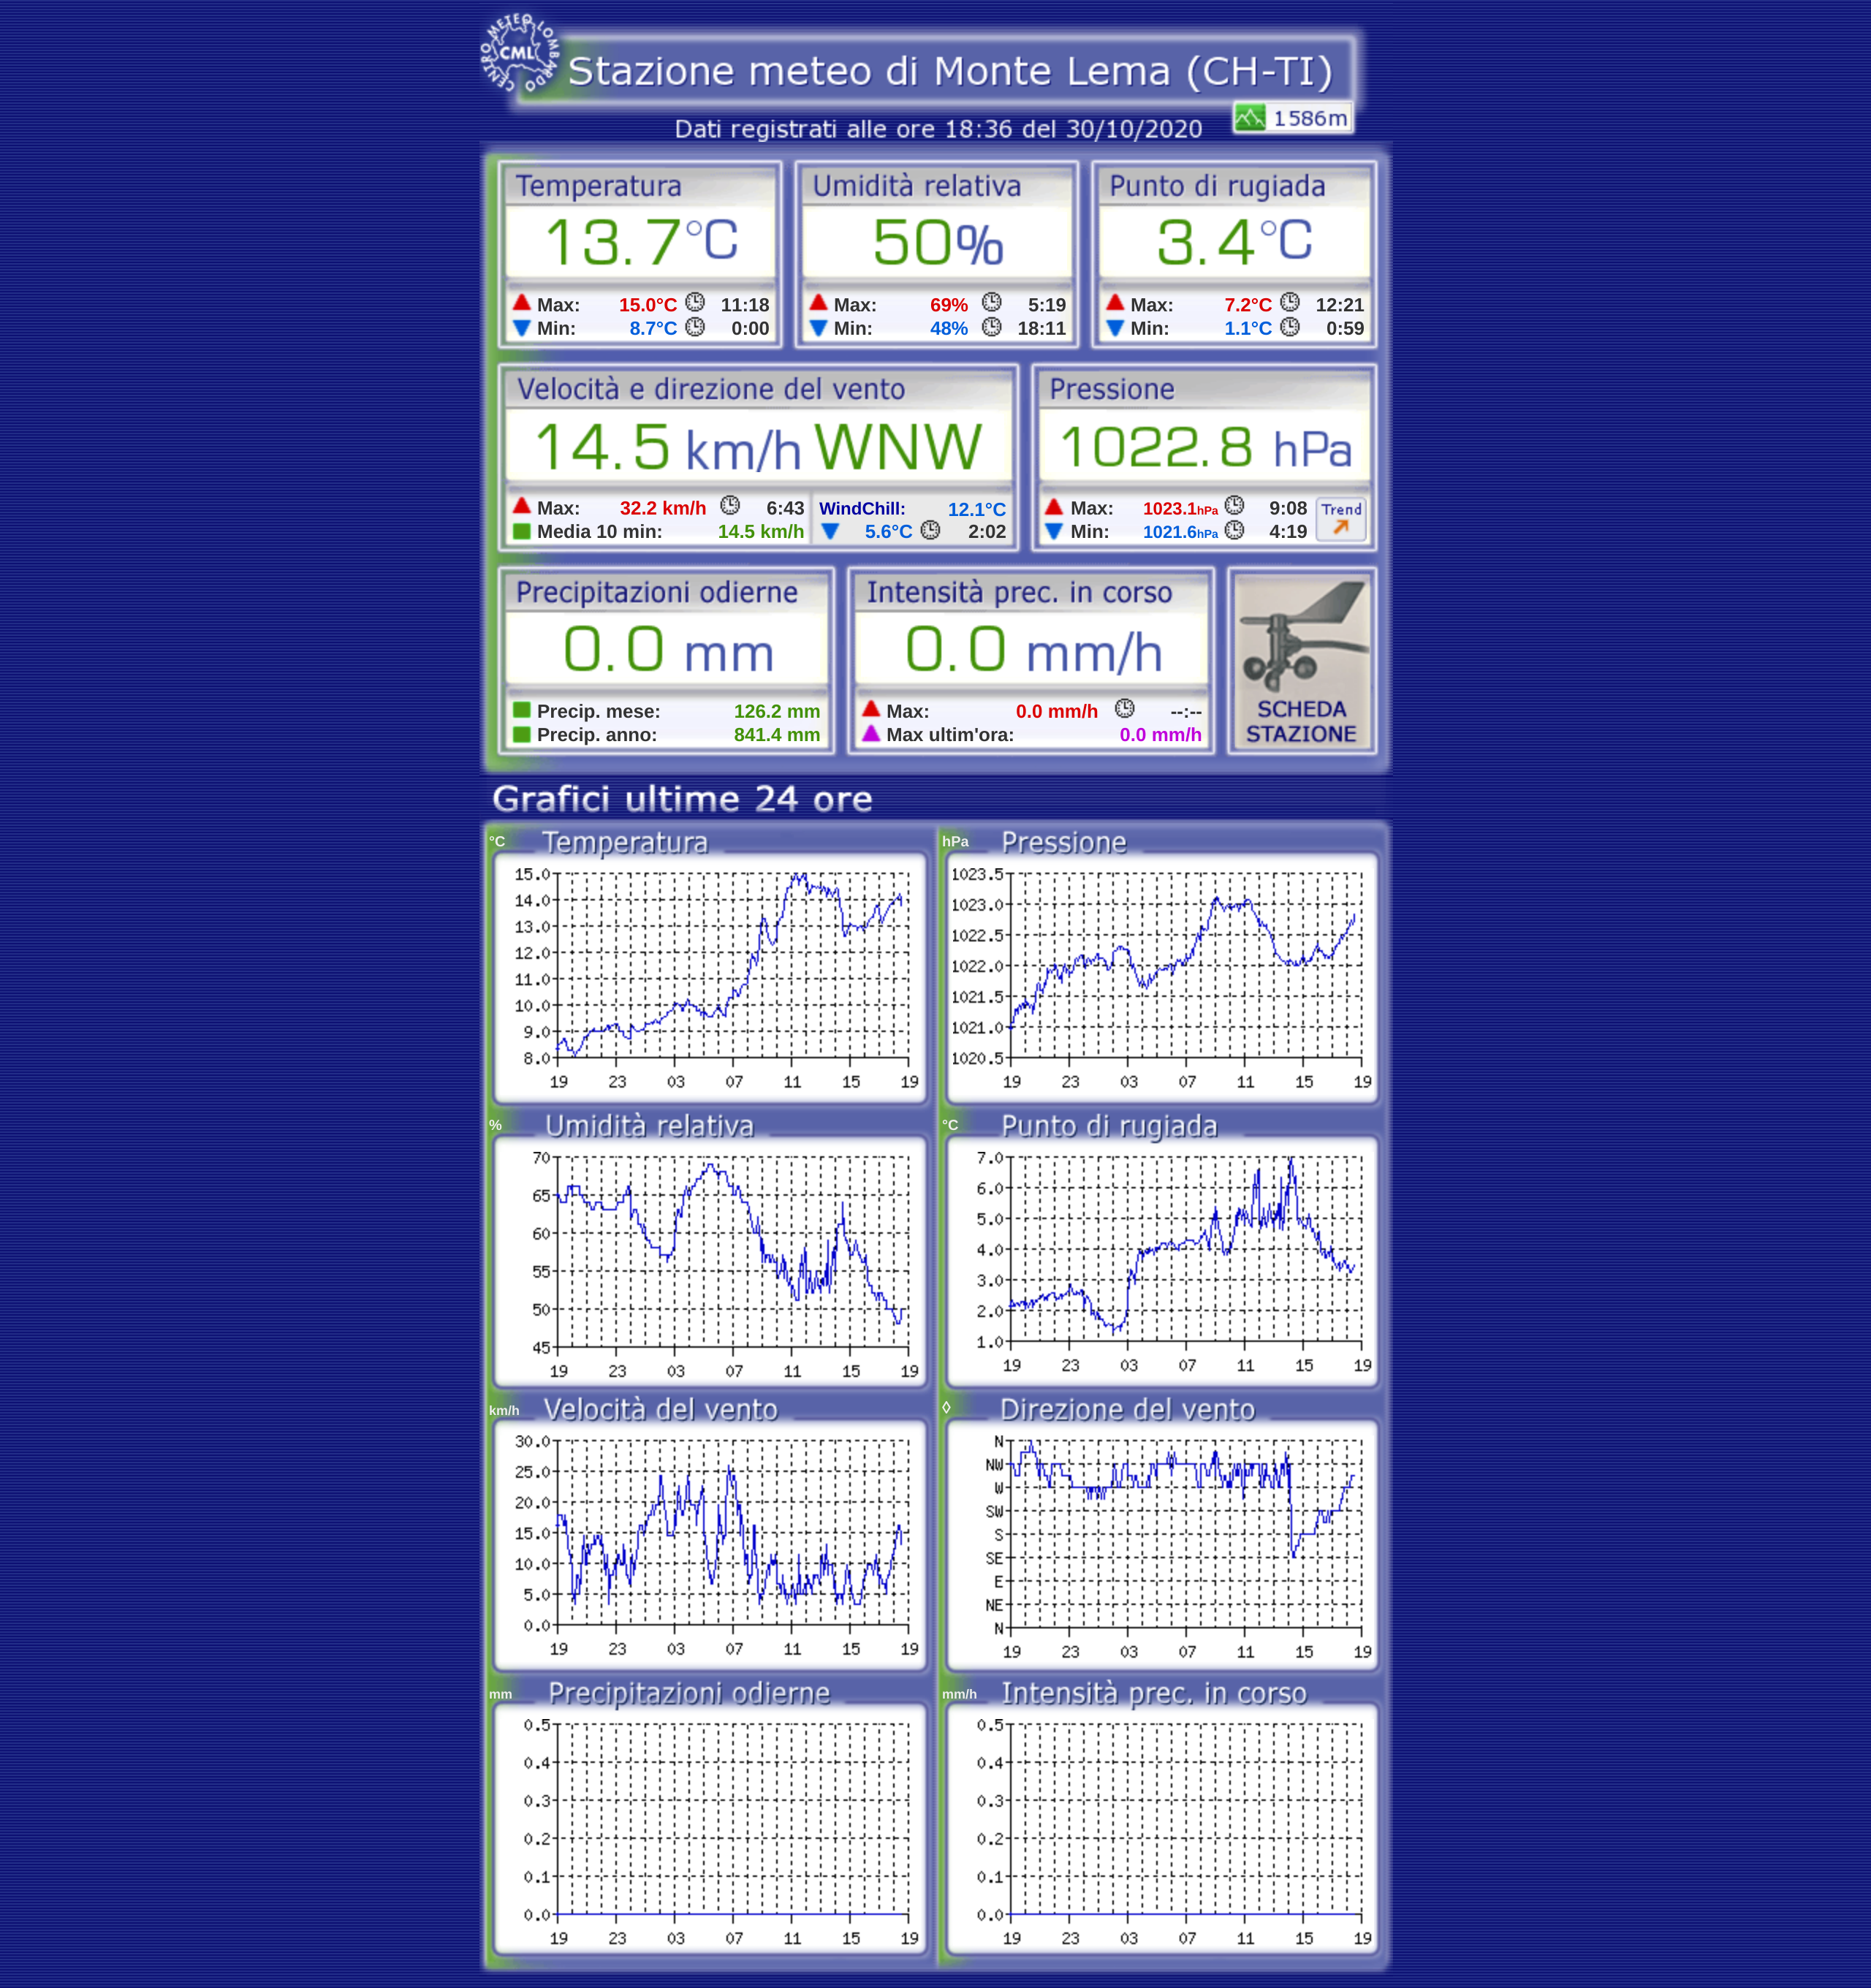 CENTRO METEO LOMBARDO
CML
Stazione meteo di Monte Lema (CH-TI)
1586m
Dati registrati alle ore 18:36 del 30/10/2020
Temperatura Umidità relativa Punto di rugiada
13.7°C 50% 3.4°C
Max: 15.0°C 11:18 Max: 69% 5:19 Max: 7.2°C 12:21
Min: 8.7°C 0:00 Min: 48% 18:11 Min: 1.1°C 0:59
Velocità e direzione del vento Pressione
14.5 km/h WNW 1022.8 hPa
Max: 32.2 km/h 6:43 WindChill: 12.1°C Max: 1023.1hPa 9:08 Trend
Media 10 min: 14.5 km/h 5.6°C 2:02 Min: 1021.6hPa 4:19
Precipitazioni odierne Intensità prec. in corso
0.0 mm 0.0 mm/h
Precip. mese: 126.2 mm Max: 0.0 mm/h --:-- SCHEDA
Precip. anno: 841.4 mm Max ultim'ora: 0.0 mm/h STAZIONE
Grafici ultime 24 ore
°C Temperatura
15.0
14.0
13.0
12.0
11.0
10.0
9.0
8.0
19 23 03 07 11 15 19
hPa Pressione
1023.5
1023.0
1022.5
1022.0
1021.5
1021.0
1020.5
19 23 03 07 11 15 19
% Umidità relativa
70
65
60
55
50
45
19 23 03 07 11 15 19
°C Punto di rugiada
7.0
6.0
5.0
4.0
3.0
2.0
1.0
19 23 03 07 11 15 19
km/h Velocità del vento
30.0
25.0
20.0
15.0
10.0
5.0
0.0
19 23 03 07 11 15 19
◊ Direzione del vento
N
NW
W
SW
S
SE
E
NE
N
19 23 03 07 11 15 19
mm Precipitazioni odierne
0.5
0.4
0.3
0.2
0.1
0.0
19 23 03 07 11 15 19
mm/h Intensità prec. in corso
0.5
0.4
0.3
0.2
0.1
0.0
19 23 03 07 11 15 19